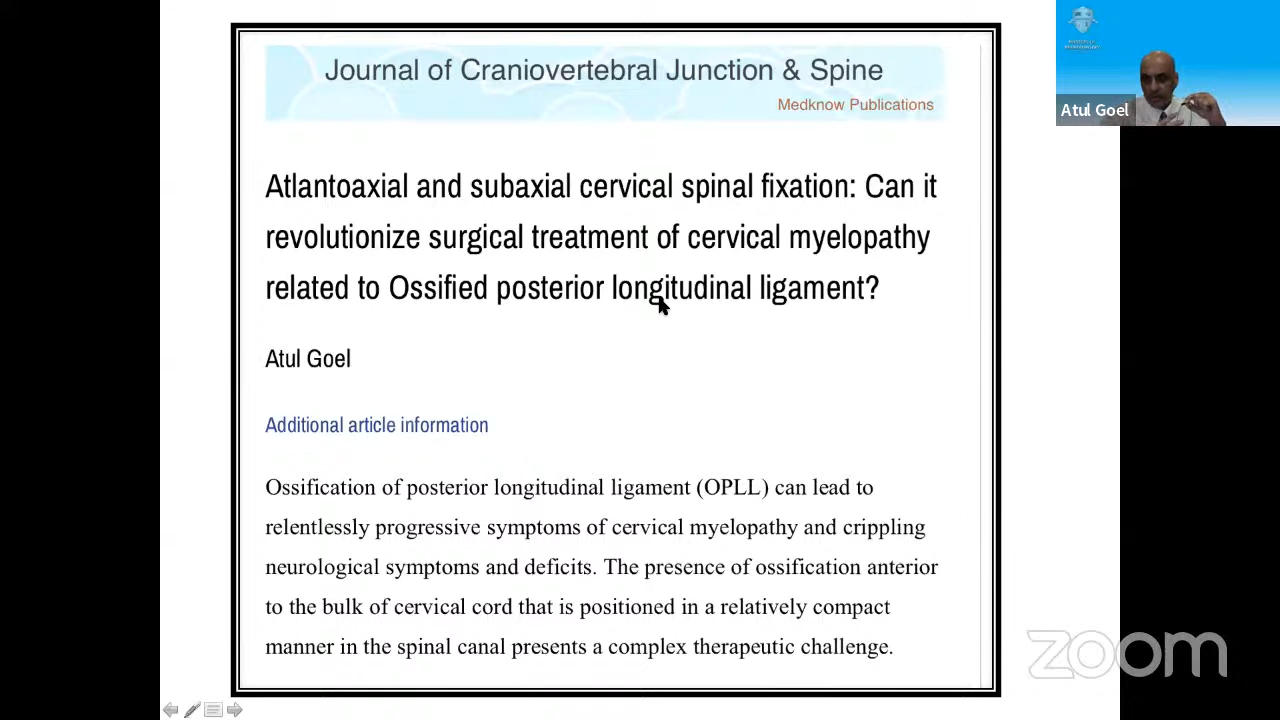 Journal of Craniovertebral Junction & Spine
Medknow Publications
Atlantoaxial and subaxial cervical spinal fixation: Can it
revolutionize surgical treatment of cervical myelopathy
related to Ossified posterior longitudinal ligament?
Atul Goel
Additional article information
Ossification of posterior longitudinal ligament (OPLL) can lead to
relentlessly progressive symptoms of cervical myelopathy and crippling
neurological symptoms and deficits. The presence of ossification anterior
to the bulk of cervical cord that is positioned in a relatively compact
manner in the spinal canal presents a complex therapeutic challenge.
Atul Goel
zoom